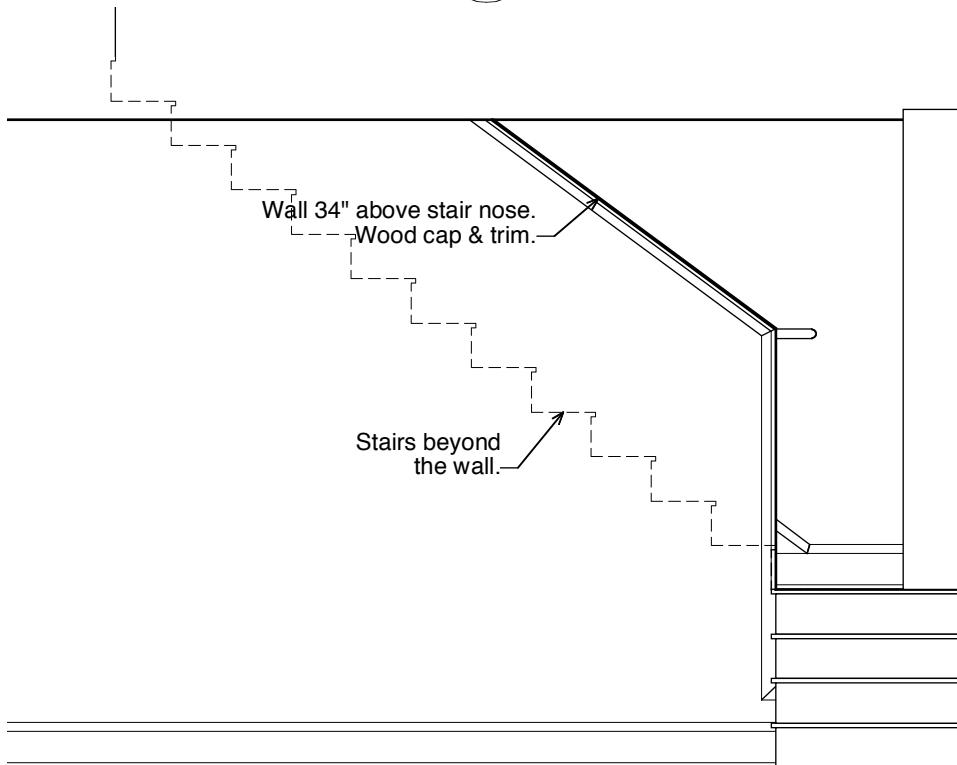 Wall 34" above stair nose.
Wood cap & trim.
Stairs beyond
the wall.